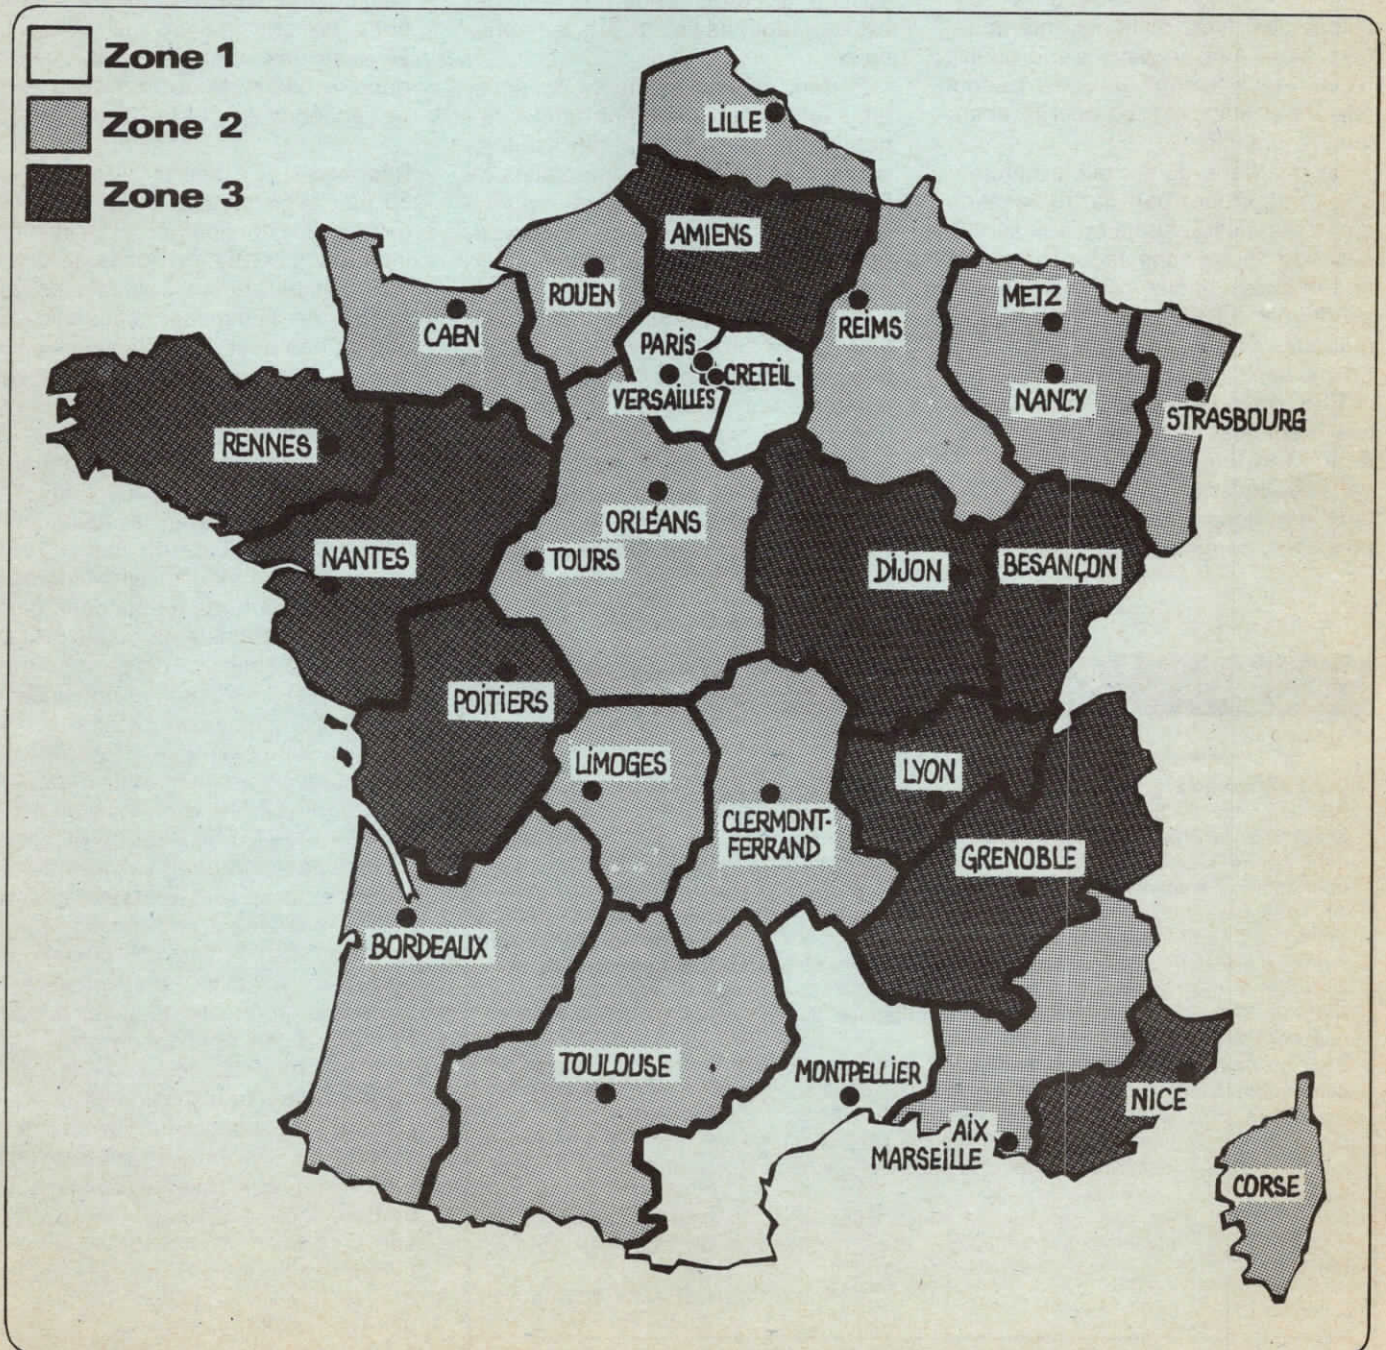 Zone 1
Zone 2
Zone 3
LiLLE
AMIENS
ROUEN
CAEN
METZ
REiMS
PARIS
CRETEIL
VERSAILLES
NANCY
STRASBOURG
RENNES
ORLÉANS
NANTES
TOURS
DiJON
BESANÇON
POiTiERS
LiMOGES
LYON
CLERMONT-
FERRAND
GRENOBLE
BORDEAUX
TOULOUSE
MONTPELLiER
NICE
AiX
MARSEiLLE
CORSE